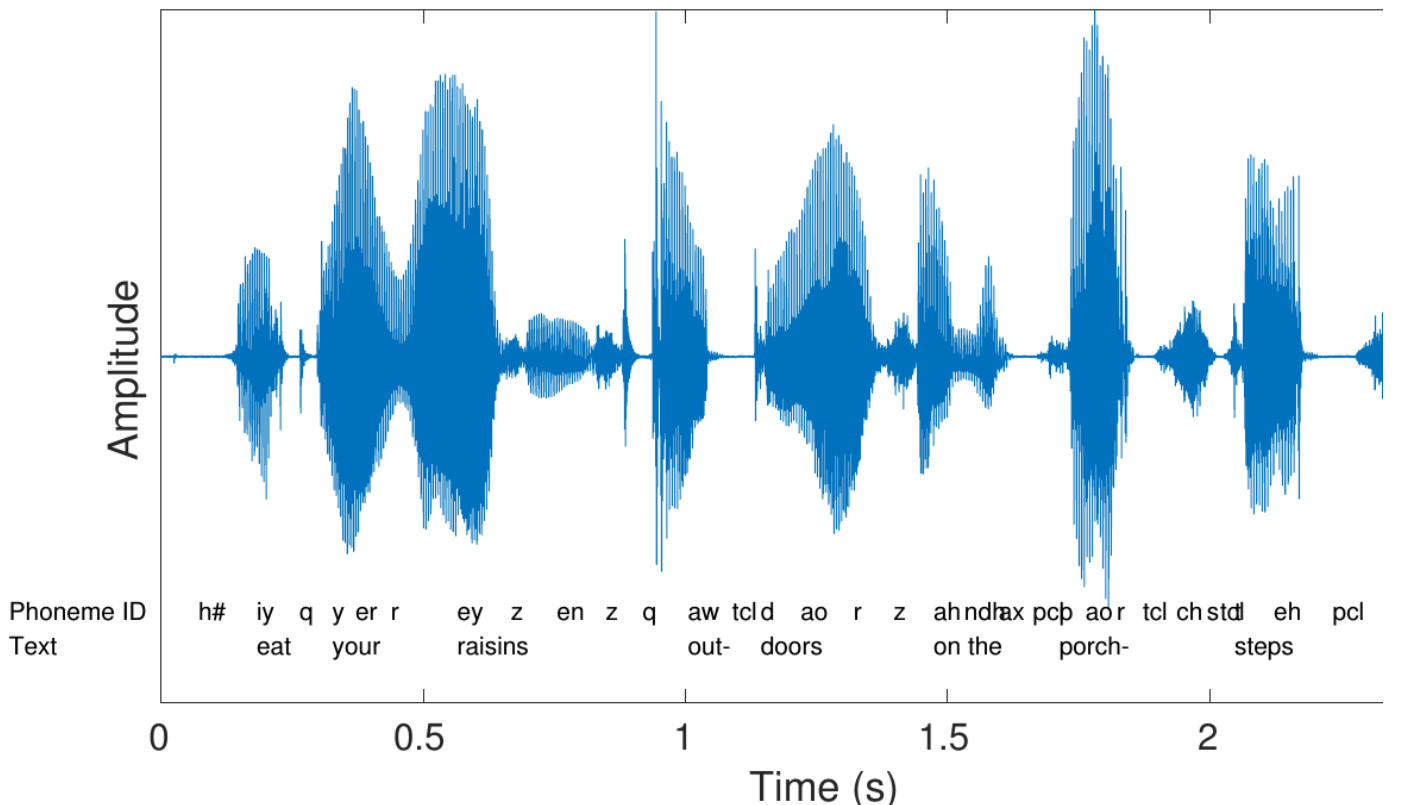 Amplitude
Phoneme ID h# iy q y er r ey z en z q aw tcl d ao r z ah n dh ax pcl p ao r tcl ch s tcl t eh pcl
Text eat your raisins out- doors on the porch- steps
0 0.5 1 1.5 2
Time (s)